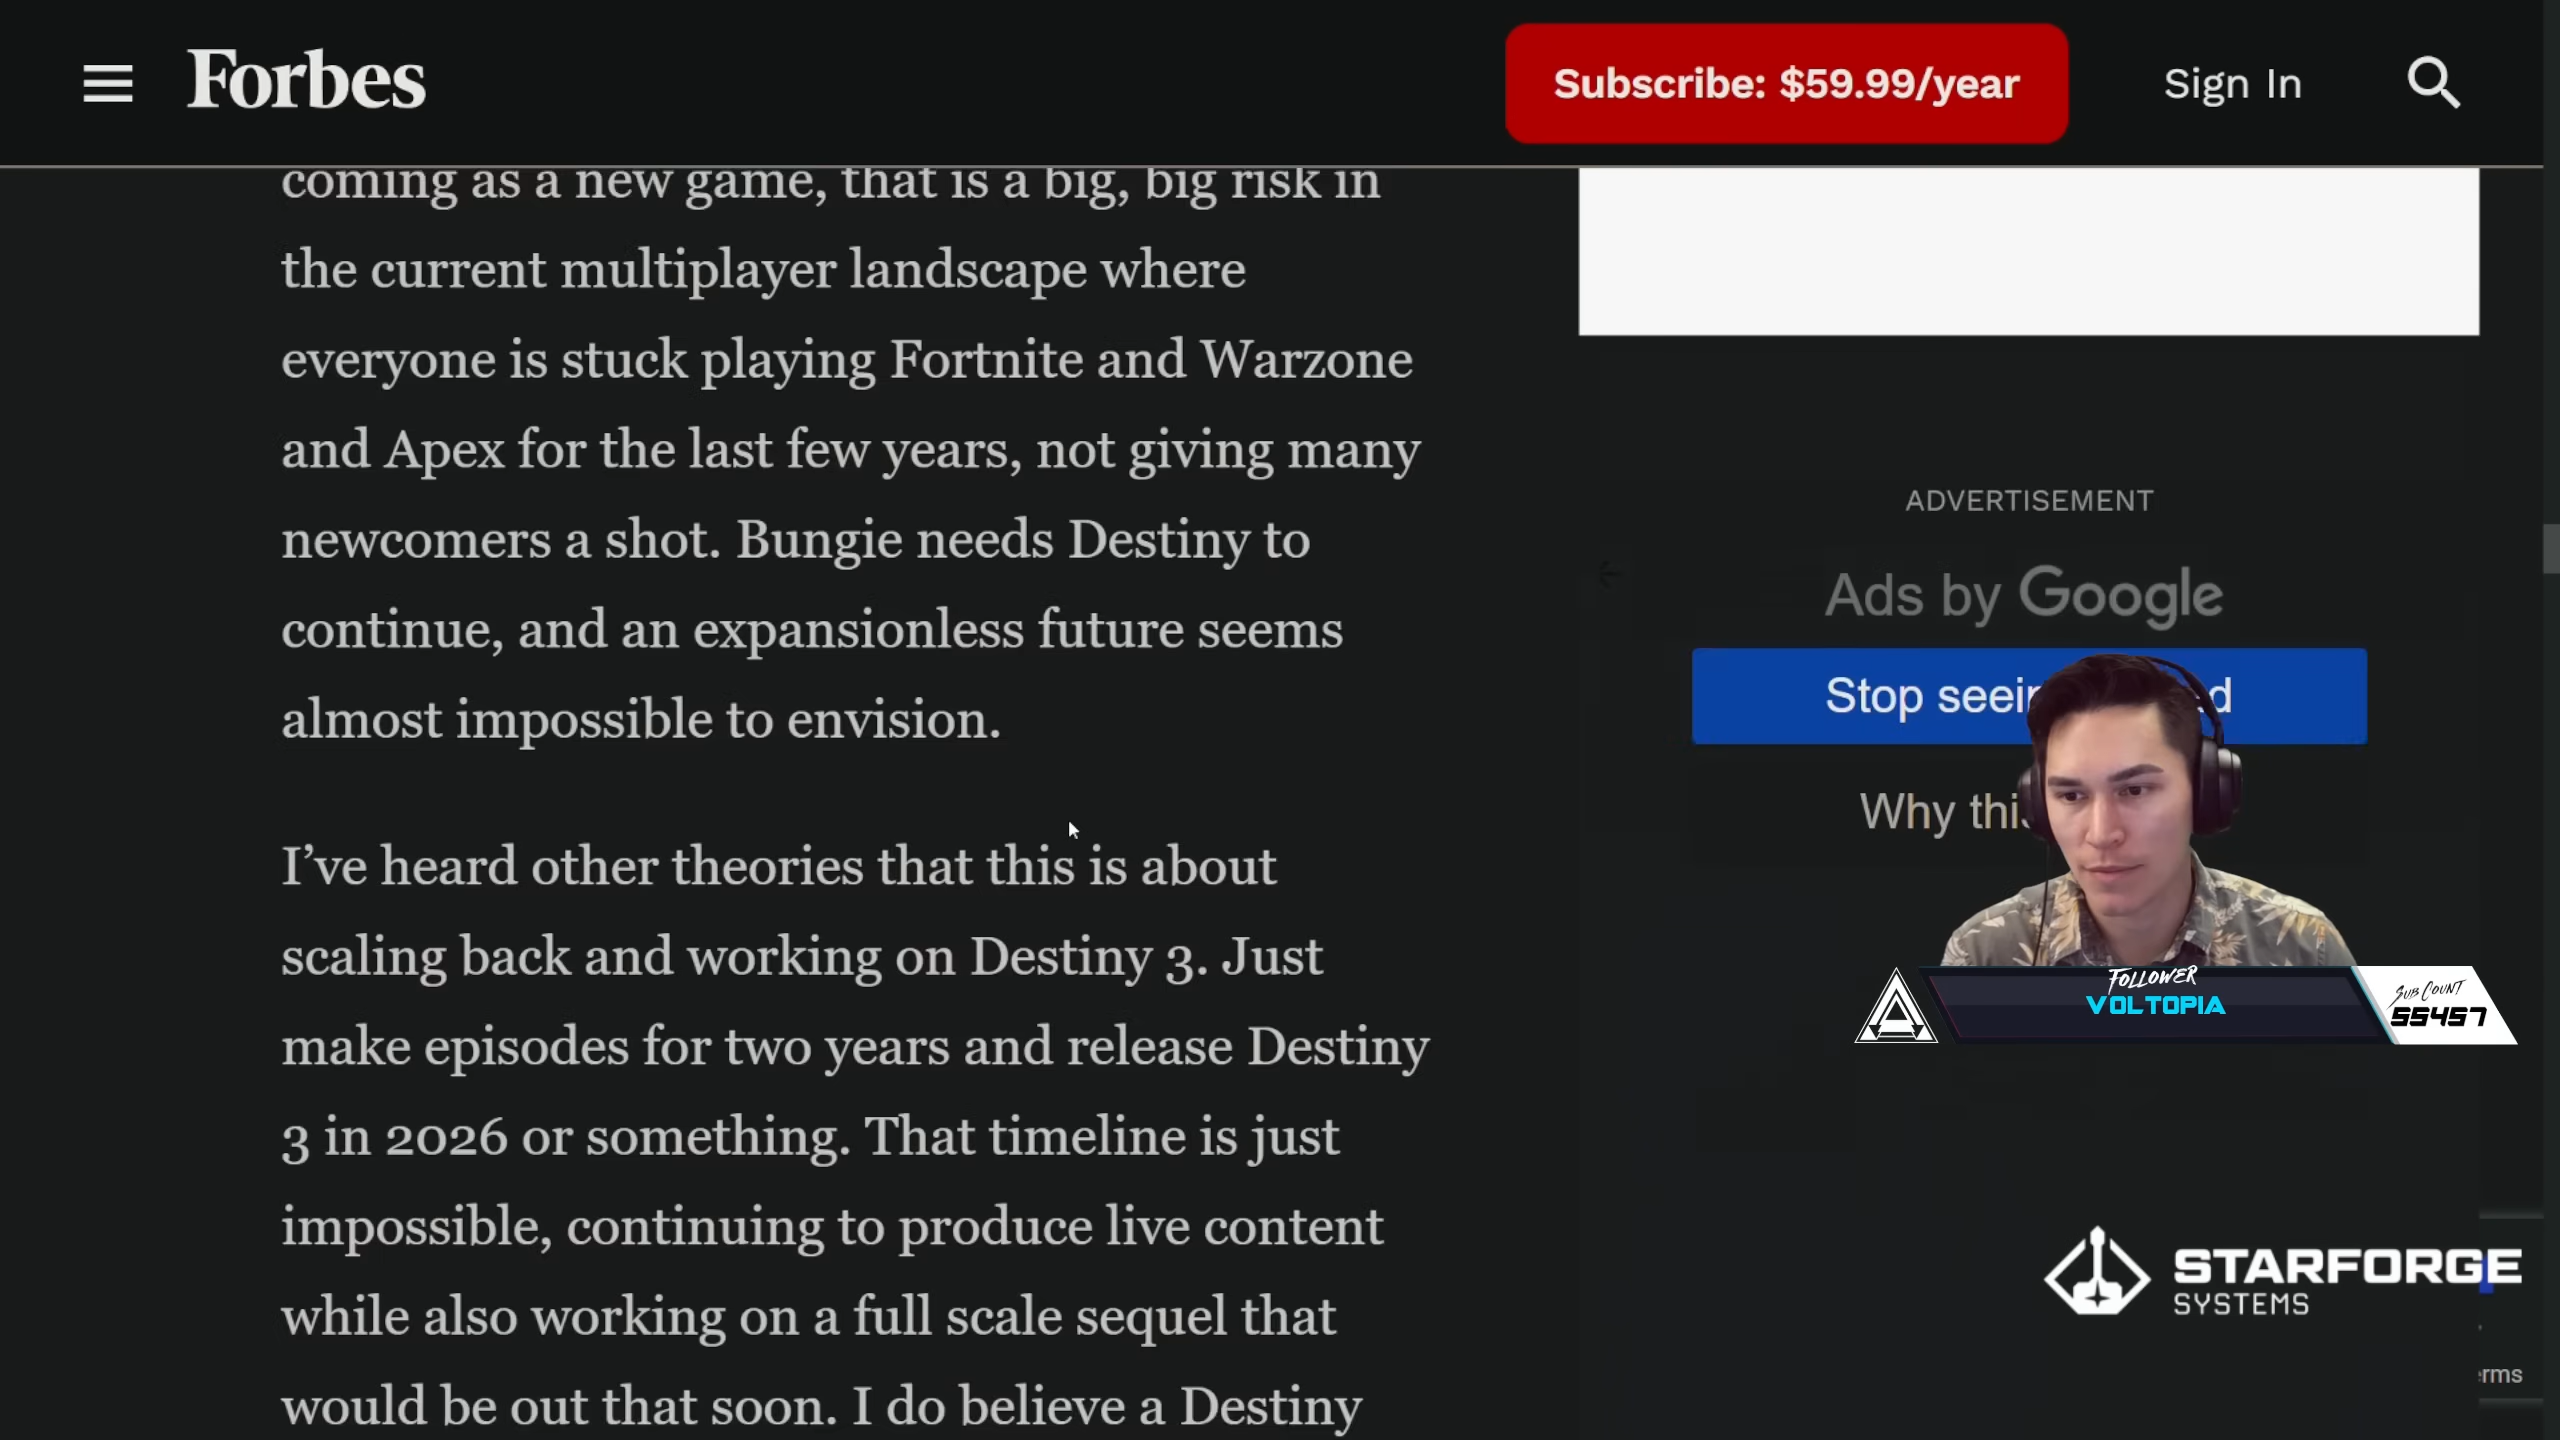 Forbes
Subscribe: $59.99/year
Sign In
coming as a new game, that is a big, big risk in
the current multiplayer landscape where
everyone is stuck playing Fortnite and Warzone
and Apex for the last few years, not giving many
newcomers a shot. Bungie needs Destiny to
continue, and an expansionless future seems
almost impossible to envision.
I’ve heard other theories that this is about
scaling back and working on Destiny 3. Just
make episodes for two years and release Destiny
3 in 2026 or something. That timeline is just
impossible, continuing to produce live content
while also working on a full scale sequel that
would be out that soon. I do believe a Destiny
ADVERTISEMENT
Ads by Google
Stop
Why
FOLLOWER
VOLTOPIA
SUB COUNT
55457
STARFORGE
SYSTEMS